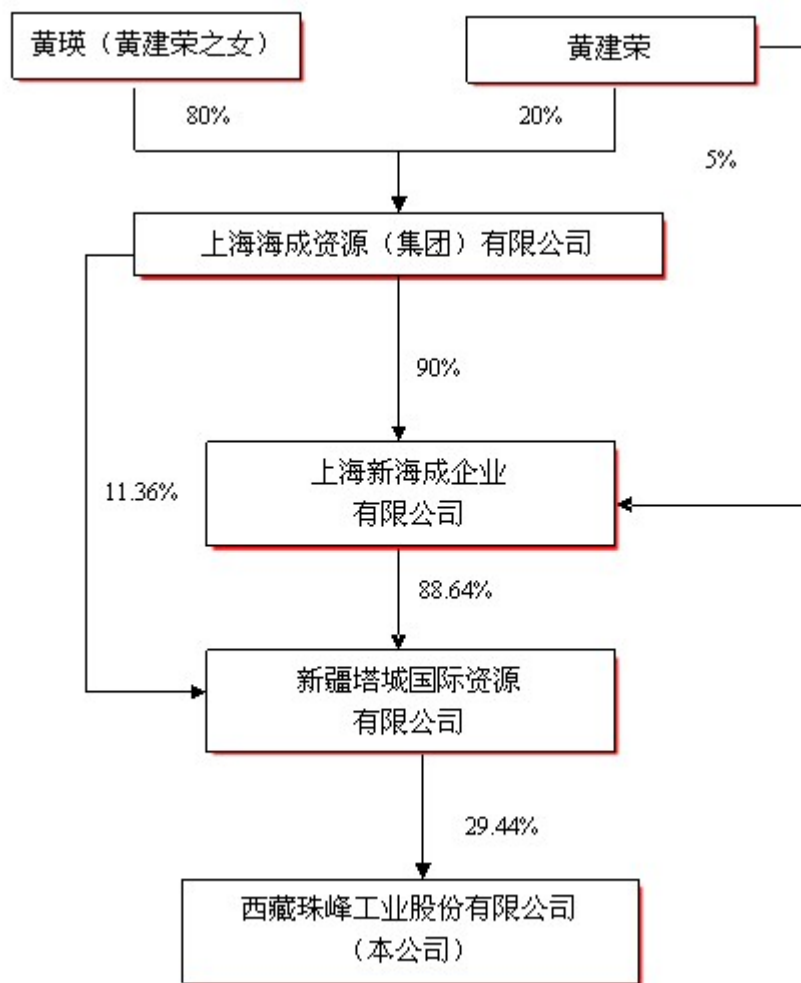 黄瑛（黄建荣之女）
黄建荣
80%
20%
5%
上海海成资源（集团）有限公司
90%
11.36%
上海新海成企业
有限公司
88.64%
新疆塔城国际资源
有限公司
29.44%
西藏珠峰工业股份有限公司
（本公司）